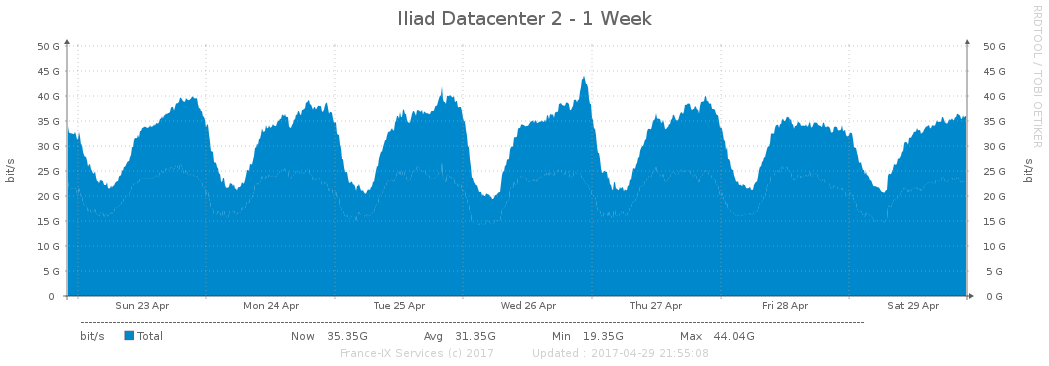 Iliad Datacenter 2 - 1 Week
RRDTOOL / TOBI OETIKER
50 G 50 G
45 G 45 G
40 G 40 G
35 G 35 G
30 G 30 G
25 G 25 G
20 G 20 G
15 G 15 G
10 G 10 G
5 G 5 G
0 0 G
bit/s
bit/s
Sun 23 Apr Mon 24 Apr Tue 25 Apr Wed 26 Apr Thu 27 Apr Fri 28 Apr Sat 29 Apr
bit/s Total Now 35.35G Avg 31.35G Min 19.35G Max 44.04G
France-IX Services (c) 2017 Updated : 2017-04-29 21:55:08